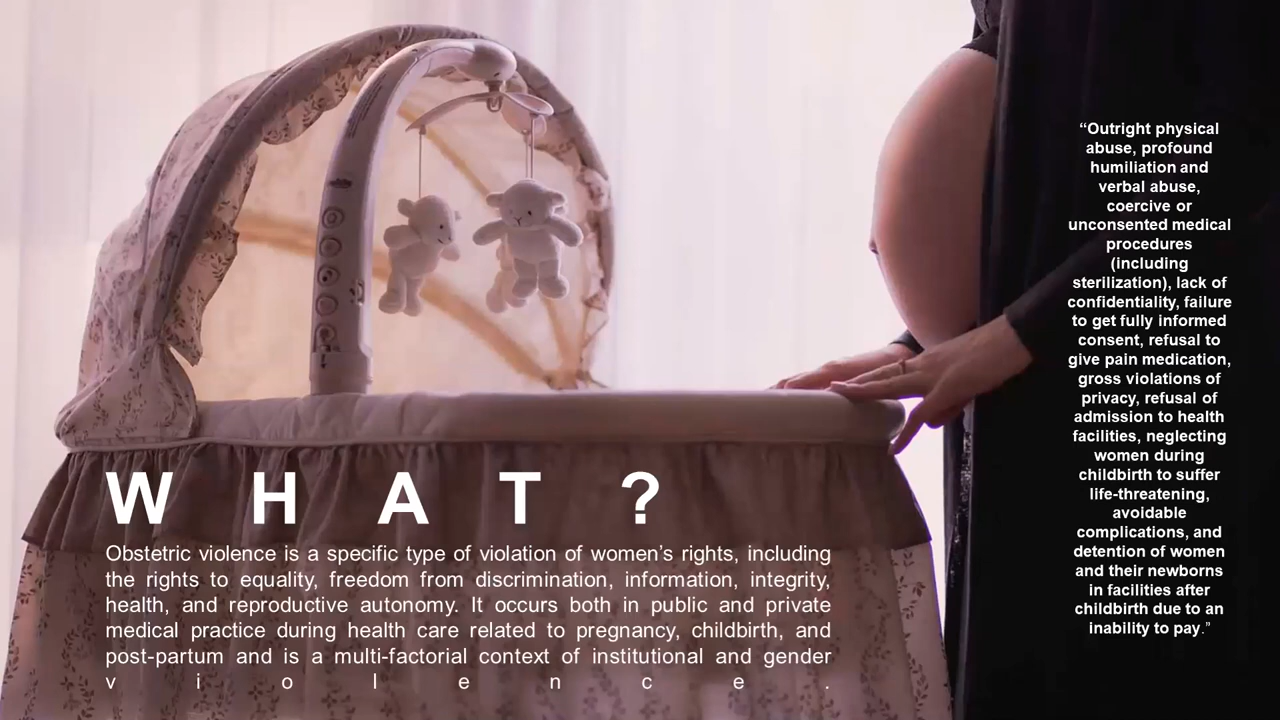 W H A T ?
Obstetric violence is a specific type of violation of women’s rights, including
the rights to equality, freedom from discrimination, information, integrity,
health, and reproductive autonomy. It occurs both in public and private
medical practice during health care related to pregnancy, childbirth, and
post-partum and is a multi-factorial context of institutional and gender
v i o l e n c e .
“Outright physical
abuse, profound
humiliation and
verbal abuse,
coercive or
unconsented medical
procedures
(including
sterilization), lack of
confidentiality, failure
to get fully informed
consent, refusal to
give pain medication,
gross violations of
privacy, refusal of
admission to health
facilities, neglecting
women during
childbirth to suffer
life-threatening,
avoidable
complications, and
detention of women
and their newborns
in facilities after
childbirth due to an
inability to pay.”